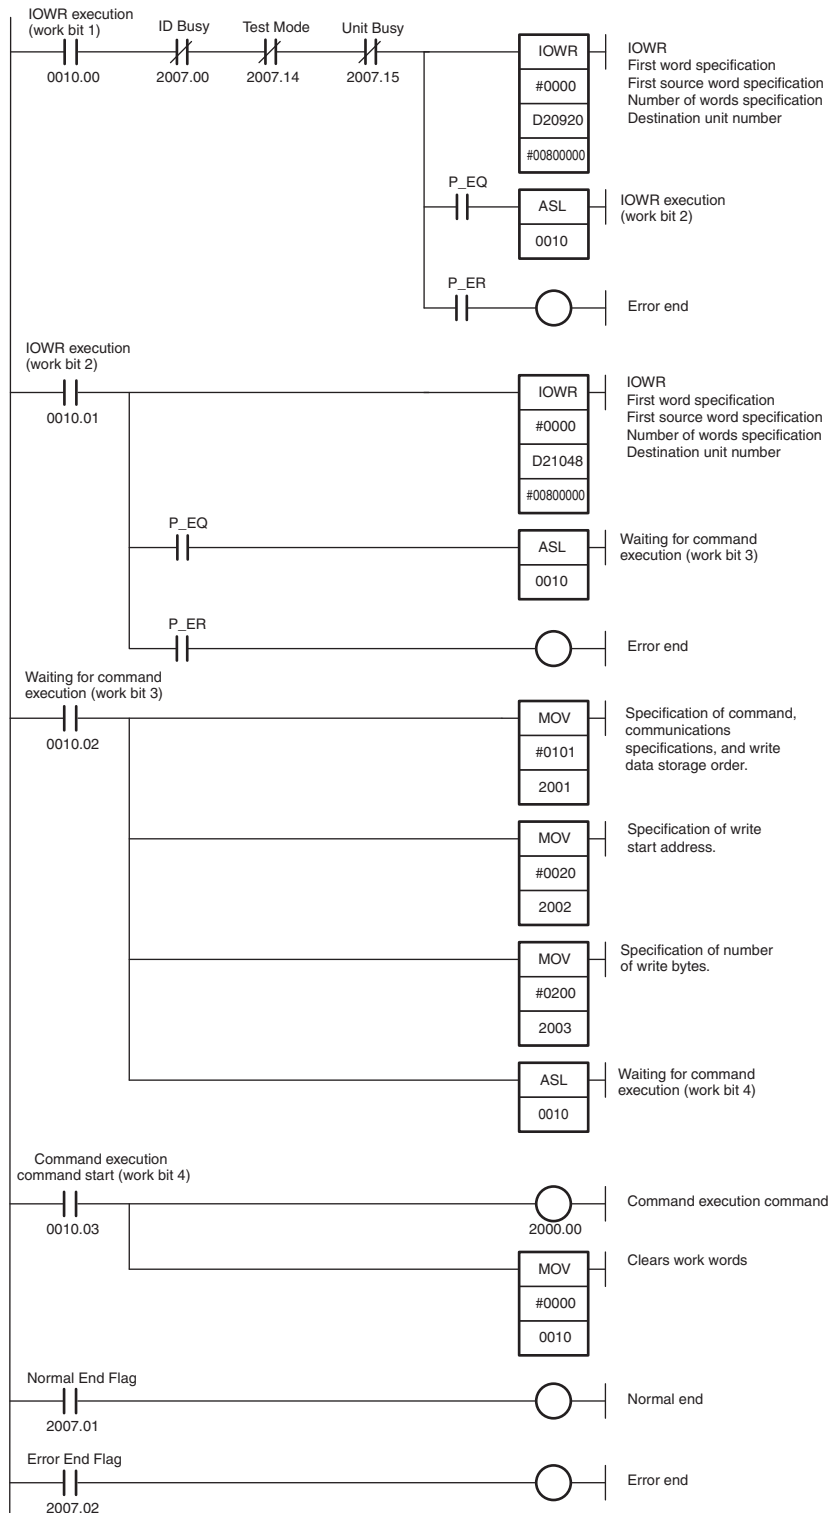 IOWR execution
(work bit 1)
ID Busy
Test Mode
Unit Busy
0010.00
2007.00
2007.14
2007.15
IOWR
#0000
D20920
#00800000
IOWR
First word specification
First source word specification
Number of words specification
Destination unit number
P_EQ
ASL
0010
IOWR execution
(work bit 2)
P_ER
Error end
IOWR execution
(work bit 2)
0010.01
IOWR
#0000
D21048
#00800000
IOWR
First word specification
First source word specification
Number of words specification
Destination unit number
P_EQ
ASL
0010
Waiting for command
execution (work bit 3)
P_ER
Error end
Waiting for command
execution (work bit 3)
0010.02
MOV
#0101
2001
Specification of command,
communications
specifications, and write
data storage order.
MOV
#0020
2002
Specification of write
start address.
MOV
#0200
2003
Specification of number
of write bytes.
ASL
0010
Waiting for command
execution (work bit 4)
Command execution
command start (work bit 4)
0010.03
2000.00
Command execution command
MOV
#0000
0010
Clears work words
Normal End Flag
2007.01
Normal end
Error End Flag
2007.02
Error end